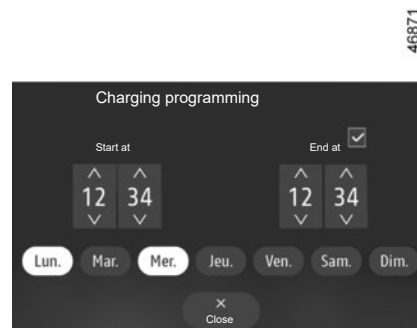 46871
Charging programming
Start at
End at
12 34
12 34
Lun. Mar. Mer. Jeu. Ven. Sam. Dim.
Close